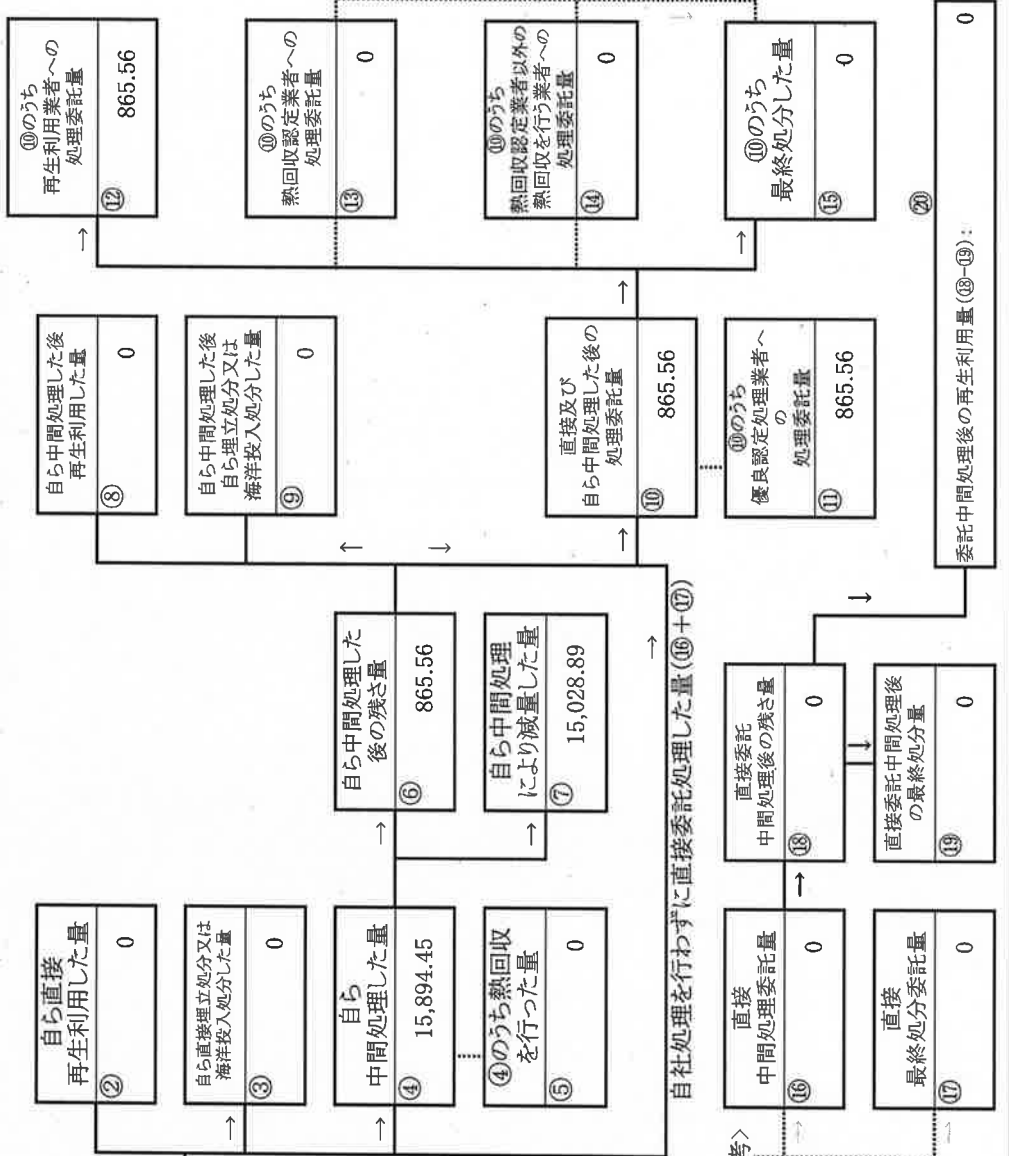 自ら直接
再生利用した量
② 0
自ら直接埋立処分又は
海洋投入処分した量
③ 0
自ら
中間処理した量
④ 15,894.45
④のうち熱回収
を行った量
⑤ 0
自ら中間処理した
後の残さ量
⑥ 865.56
自ら中間処理
により減量した量
⑦ 15,028.89
自ら中間処理した後
再生利用した量
⑧ 0
自ら中間処理した後
自ら埋立処分又は
海洋投入処分した量
⑨ 0
直接及び
自ら中間処理した後の
処理委託量
⑩ 865.56
⑩のうち
優良認定処理業者へ
の
処理委託量
⑪ 865.56
⑩のうち
再生利用業者への
処理委託量
⑫ 865.56
⑩のうち
熱回収認定業者への
処理委託量
⑬ 0
⑩のうち
熱回収認定業者以外の
熱回収を行う業者への
処理委託量
⑭ 0
⑩のうち
最終処分した量
⑮ 0
自社処理を行わずに直接委託処理した量(⑯+⑰)
考>
直接
中間処理委託量
⑯ 0
直接
最終処分委託量
⑰ 0
直接委託
中間処理後の残さ量
⑱ 0
直接委託中間処理後
の最終処分量
⑲ 0
⑳
委託中間処理後の再生利用量(⑱-⑲): 0